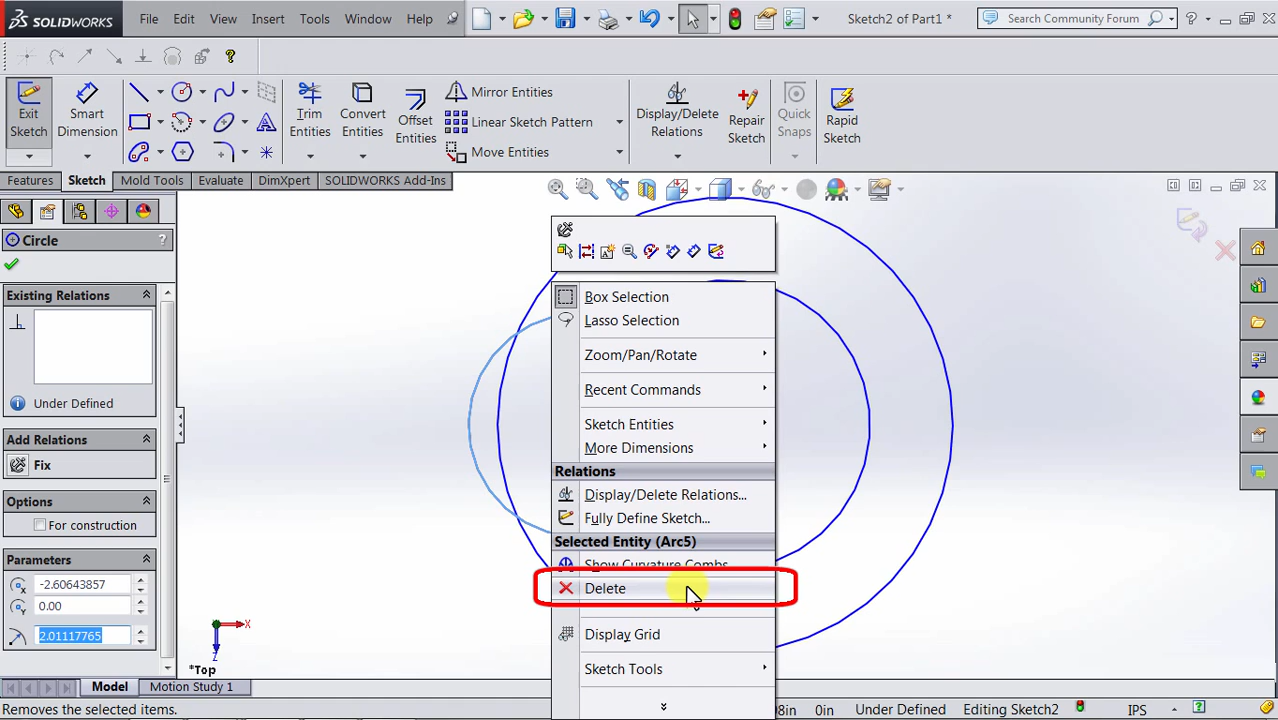 SOLIDWORKS
File Edit View Insert Tools Window Help
Sketch2 of Part1 *
Search Community Forum
Exit Sketch
Smart Dimension
Trim Entities
Convert Entities
Offset Entities
Mirror Entities
Linear Sketch Pattern
Move Entities
Display/Delete Relations
Repair Sketch
Quick Snaps
Rapid Sketch
Features Sketch Mold Tools Evaluate DimXpert SOLIDWORKS Add-Ins
Circle
?
Existing Relations
Under Defined
Add Relations
Fix
Options
For construction
Parameters
-2.60643857
0.00
2.01117765
Box Selection
Lasso Selection
Zoom/Pan/Rotate
Recent Commands
Sketch Entities
More Dimensions
Relations
Display/Delete Relations...
Fully Define Sketch...
Selected Entity (Arc5)
Show Curvature Combs
Delete
Display Grid
Sketch Tools
X
Z
*Top
Model Motion Study 1
Removes the selected items.
0in Under Defined Editing Sketch2 IPS